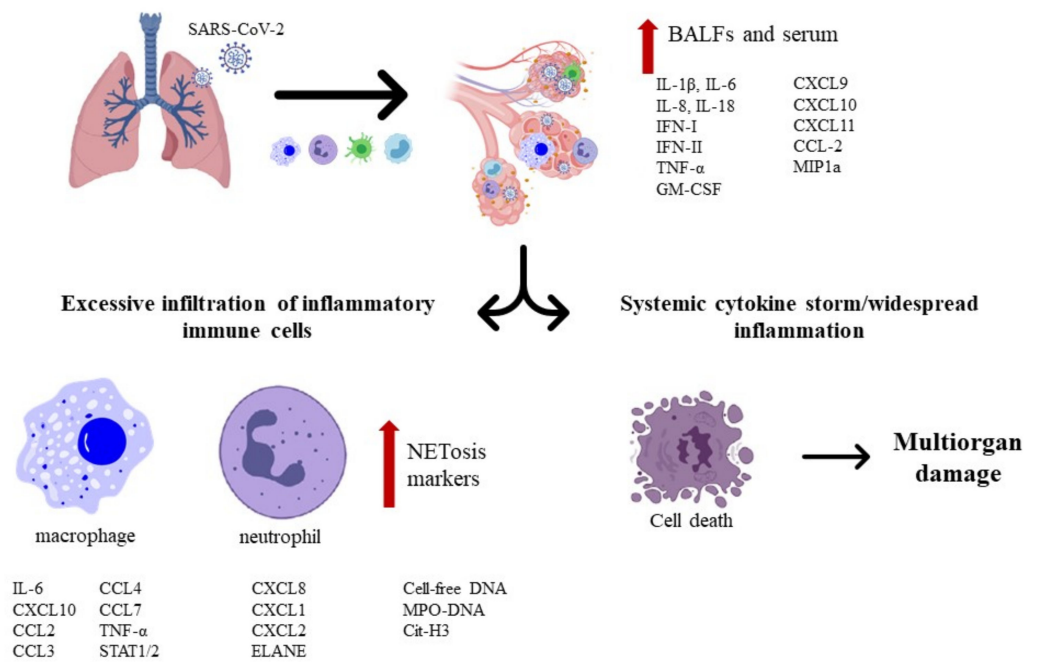 SARS-CoV-2
BALFs and serum
IL-1β, IL-6
IL-8, IL-18
IFN-I
IFN-II
TNF-α
GM-CSF
CXCL9
CXCL10
CXCL11
CCL-2
MIP1a
Excessive infiltration of inflammatory
immune cells
Systemic cytokine storm/widespread
inflammation
NETosis
markers
macrophage
neutrophil
Cell death
Multiorgan
damage
IL-6
CXCL10
CCL2
CCL3
CCL4
CCL7
TNF-α
STAT1/2
CXCL8
CXCL1
CXCL2
ELANE
Cell-free DNA
MPO-DNA
Cit-H3